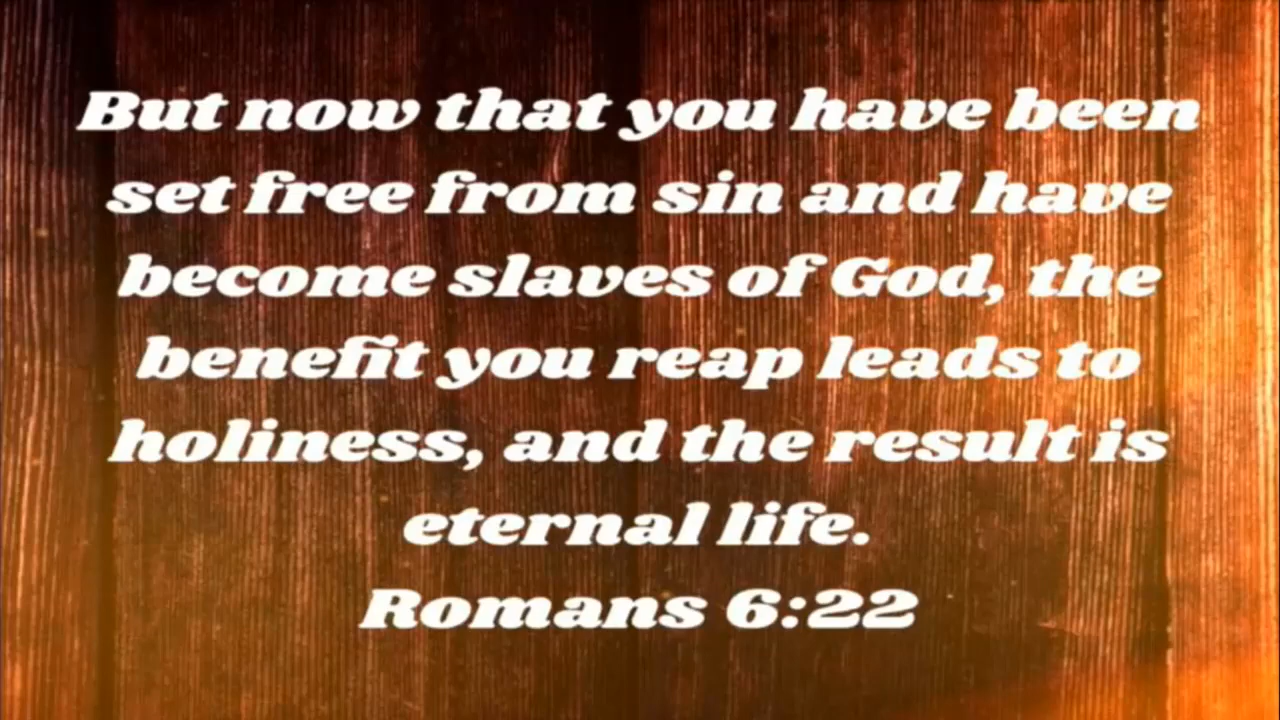 But now that you have been
set free from sin and have
become slaves of God, the
benefit you reap leads to
holiness, and the result is
eternal life.
Romans 6:22